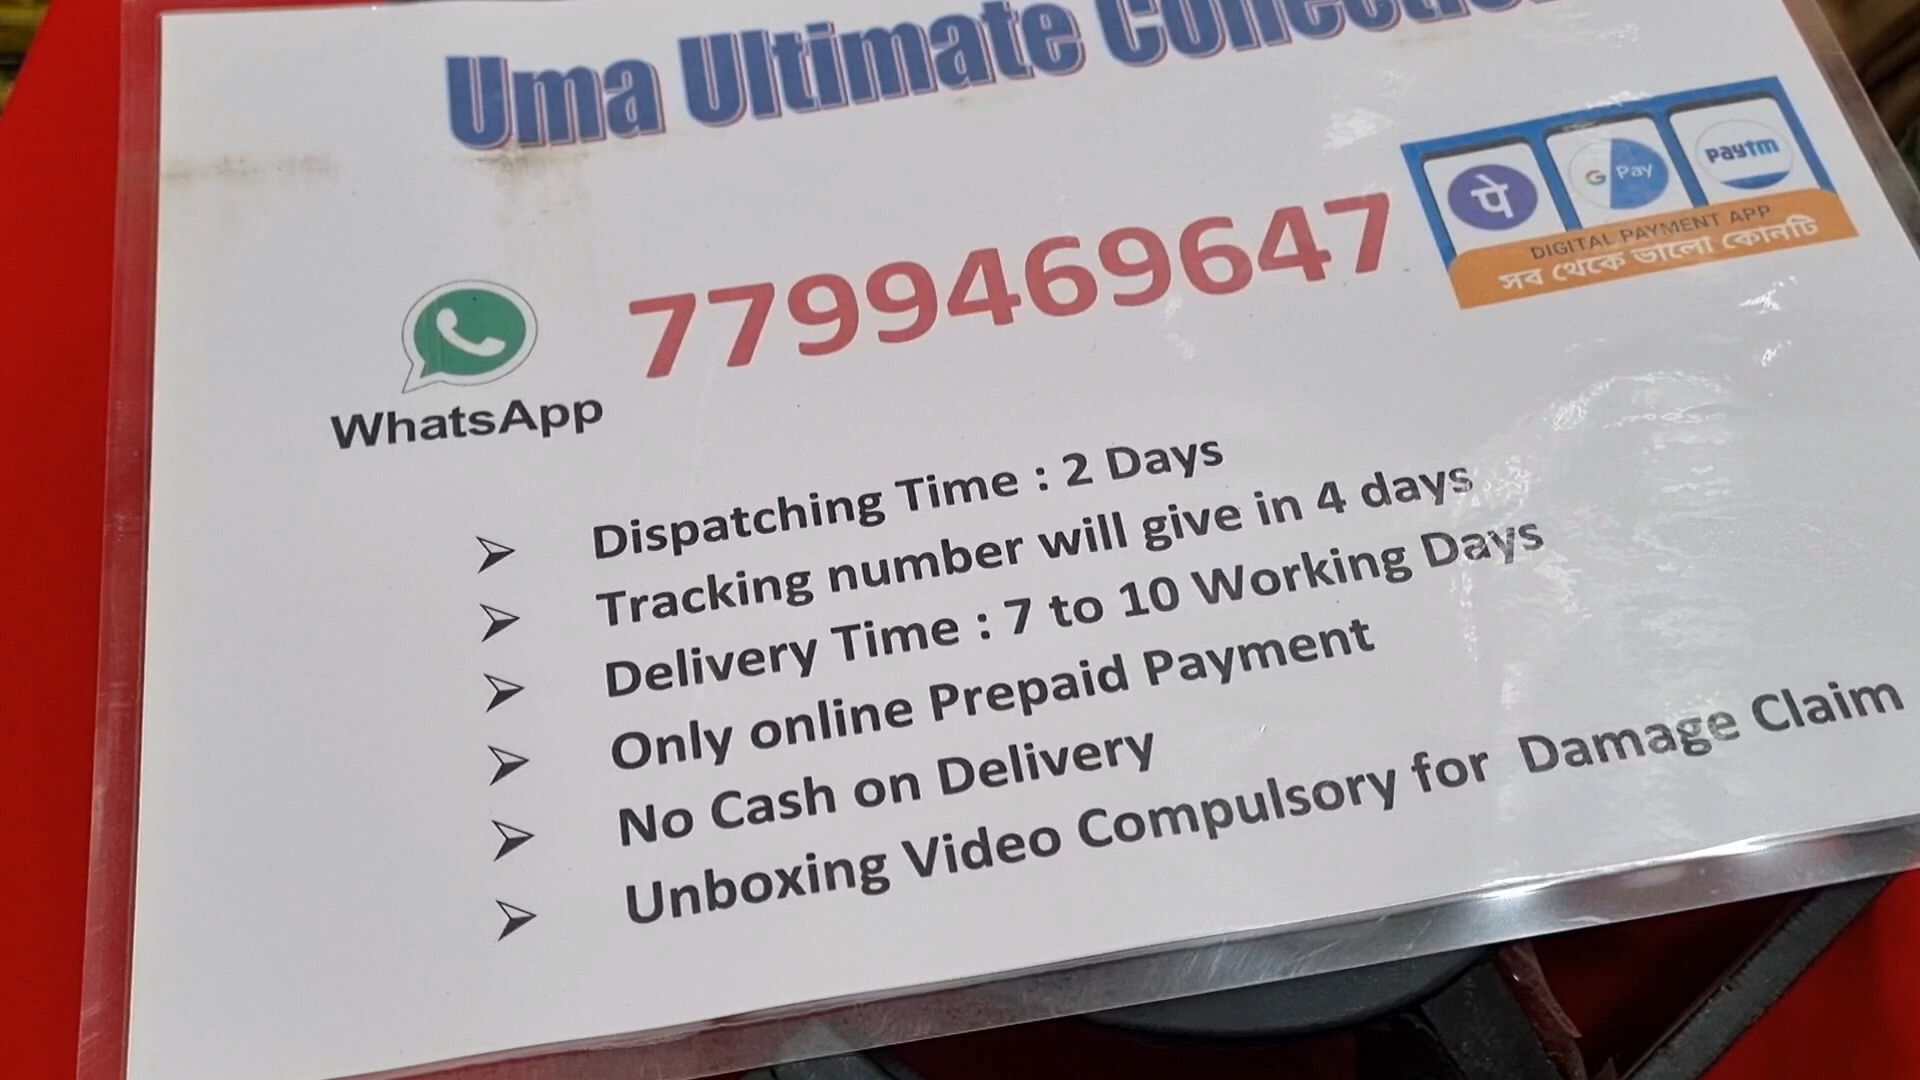 Uma Ultimate Collection
पे
G Pay
paytm
DIGITAL PAYMENT APP
সব থেকে ভালো কোনটি
7799469647
WhatsApp
➢ Dispatching Time : 2 Days
➢ Tracking number will give in 4 days
➢ Delivery Time : 7 to 10 Working Days
➢ Only online Prepaid Payment
➢ No Cash on Delivery
➢ Unboxing Video Compulsory for Damage Claim